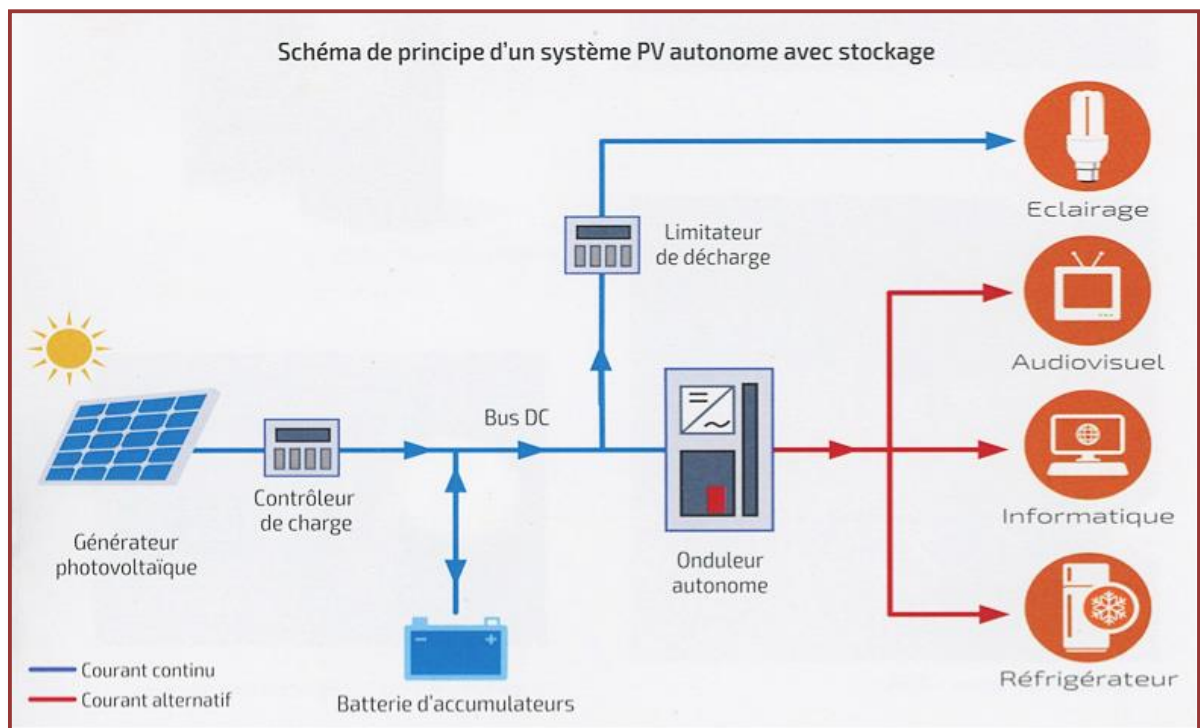 Schéma de principe d'un système PV autonome avec stockage
Eclairage
Limitateur
de décharge
Audiovisuel
Bus DC
Contrôleur
de charge
Informatique
Générateur
photovoltaïque
Onduleur
autonome
Batterie d'accumulateurs
Réfrigérateur
Courant continu
Courant alternatif